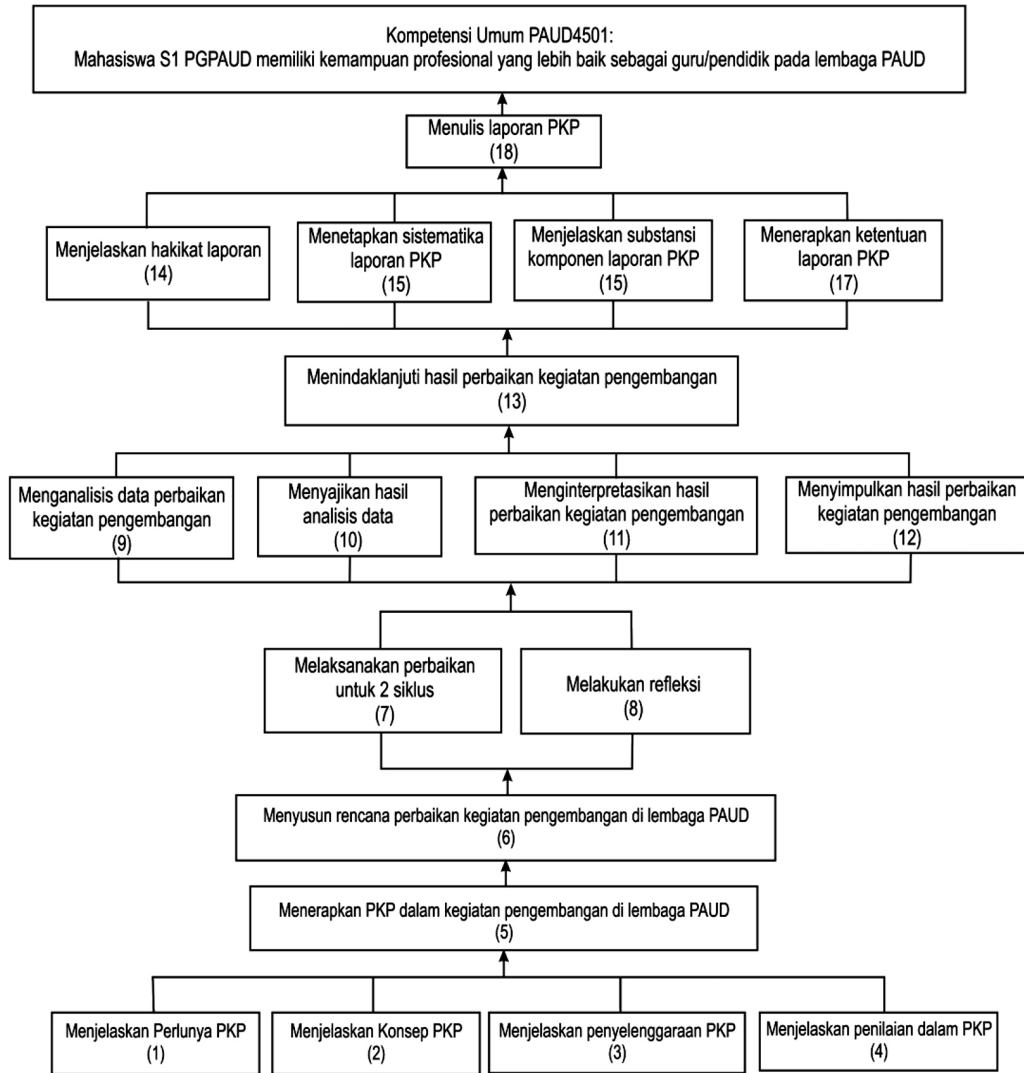 Kompetensi Umum PAUD4501:
Mahasiswa S1 PGPAUD memiliki kemampuan profesional yang lebih baik sebagai guru/pendidik pada lembaga PAUD
Menulis laporan PKP
(18)
Menjelaskan hakikat laporan
(14)
Menetapkan sistematika
laporan PKP
(15)
Menjelaskan substansi
komponen laporan PKP
(15)
Menerapkan ketentuan
laporan PKP
(17)
Menindaklanjuti hasil perbaikan kegiatan pengembangan
(13)
Menganalisis data perbaikan
kegiatan pengembangan
(9)
Menyajikan hasil
analisis data
(10)
Menginterpretasikan hasil
perbaikan kegiatan pengembangan
(11)
Menyimpulkan hasil perbaikan
kegiatan pengembangan
(12)
Melaksanakan perbaikan
untuk 2 siklus
(7)
Melakukan refleksi
(8)
Menyusun rencana perbaikan kegiatan pengembangan di lembaga PAUD
(6)
Menerapkan PKP dalam kegiatan pengembangan di lembaga PAUD
(5)
Menjelaskan Perlunya PKP
(1)
Menjelaskan Konsep PKP
(2)
Menjelaskan penyelenggaraan PKP
(3)
Menjelaskan penilaian dalam PKP
(4)